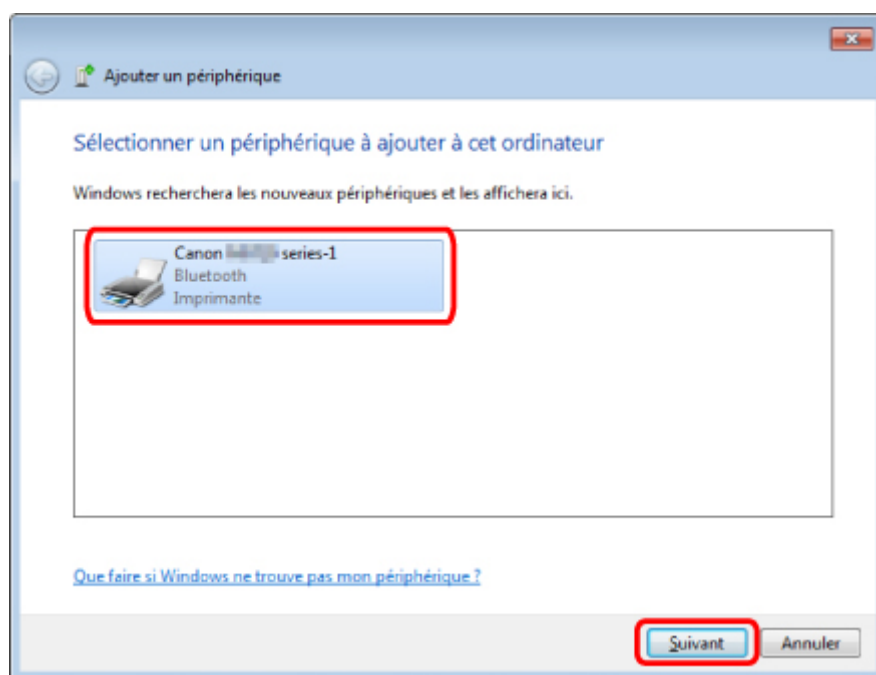 Ajouter un périphérique
Sélectionner un périphérique à ajouter à cet ordinateur
Windows recherchera les nouveaux périphériques et les affichera ici.
Canon series-1
Bluetooth
Imprimante
Que faire si Windows ne trouve pas mon périphérique ?
Suivant Annuler